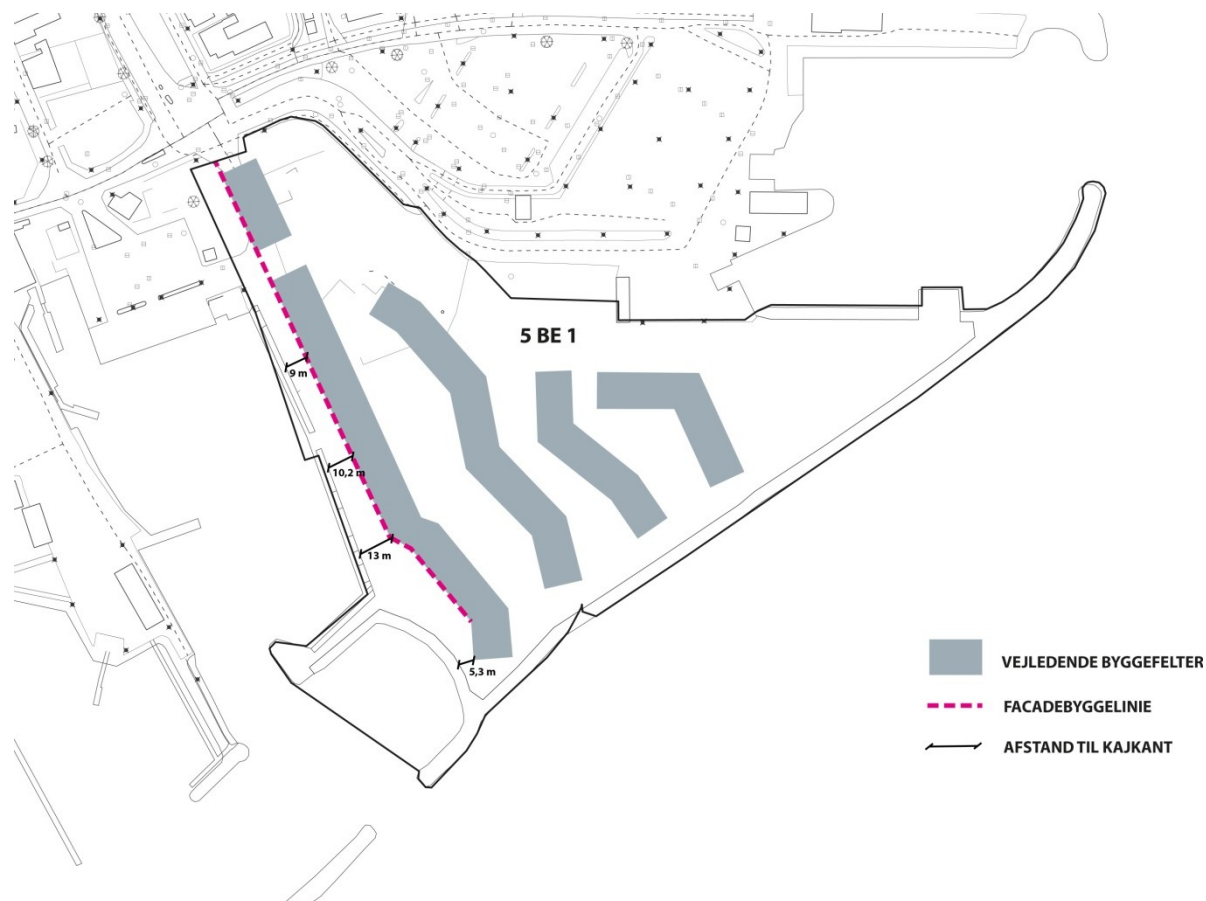 5 BE 1
9 m
10,2 m
13 m
5,3 m
VEJLEDENDE BYGGEFELTER
FACADEBYGGELINIE
AFSTAND TIL KAJKANT